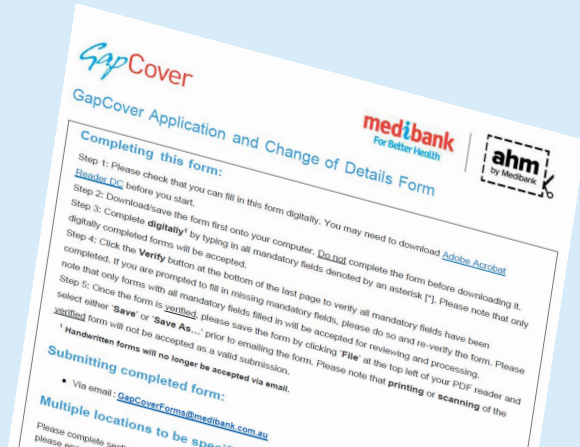 GapCover
medibank
For Better Health
ahm
by Medibank
GapCover Application and Change of Details Form
Completing this form:
Step 1: Please check that you can fill in this form digitally. You may need to download Adobe Acrobat
Reader DC before you start.
Step 2: Download/save the form first onto your computer. Do not complete the form before downloading it.
Step 3: Complete digitally¹ by typing in all mandatory fields denoted by an asterisk [*]. Please note that only
digitally completed forms will be accepted.
Step 4: Click the Verify button at the bottom of the last page to verify all mandatory fields have been
completed. If you are prompted to fill in missing mandatory fields, please do so and re-verify the form. Please
note that only forms with all mandatory fields filled in will be accepted for reviewing and processing.
Step 5: Once the form is verified, please save the form by clicking 'File' at the top left of your PDF reader and
select either 'Save' or 'Save As...' prior to emailing the form. Please note that printing or scanning of the
verified form will not be accepted as a valid submission.
¹ Handwritten forms will no longer be accepted via email.
Submitting completed form:
• Via email: GapCoverForms@medibank.com.au
Multiple locations to be
Please complete
please